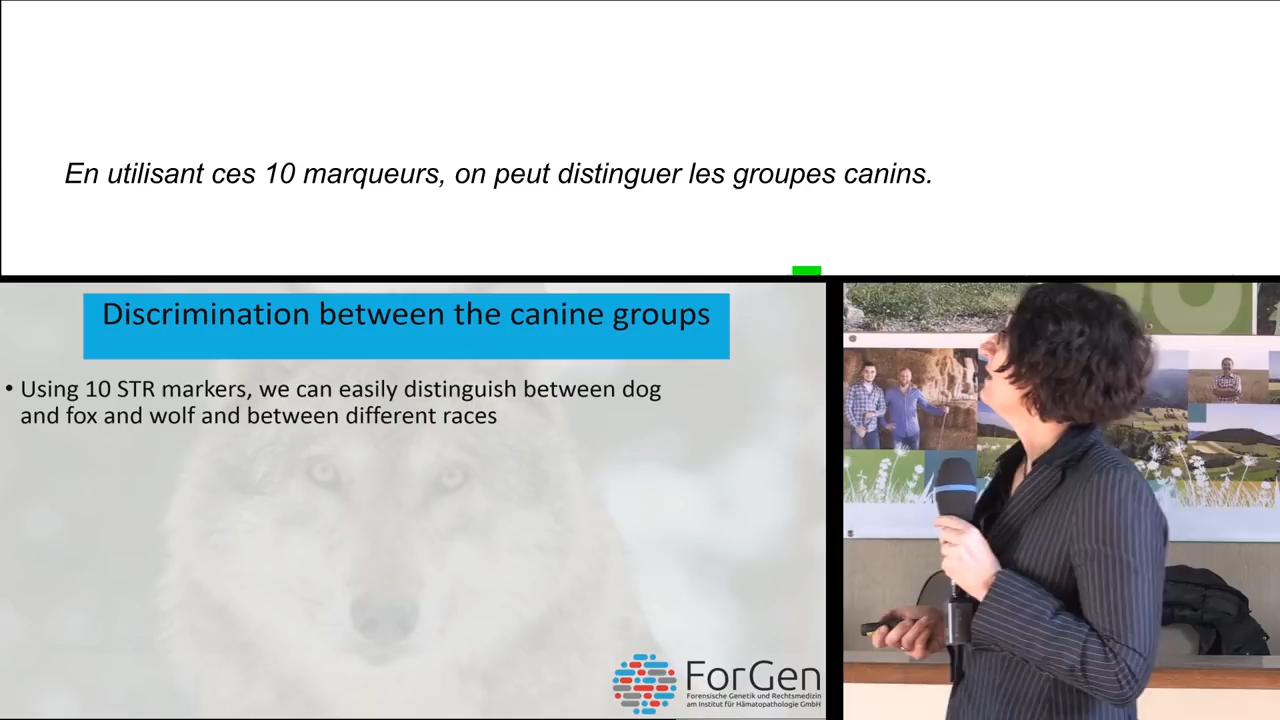 En utilisant ces 10 marqueurs, on peut distinguer les groupes canins.
Discrimination between the canine groups
• Using 10 STR markers, we can easily distinguish between dog
and fox and wolf and between different races
ForGen
Forensische Genetik und Rechtsmedizin
am Institut für Hämatopathologie GmbH